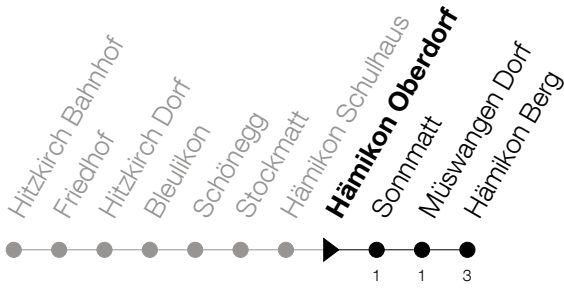 Hitzkirch Bahnhof
Friedhof
Hitzkirch Dorf
Bleulikon
Schönegg
Stockmatt
Hämikon Schulhaus
Hämikon Oberdorf
Sonnmatt
Müswangen Dorf
Hämikon Berg
1 1 3